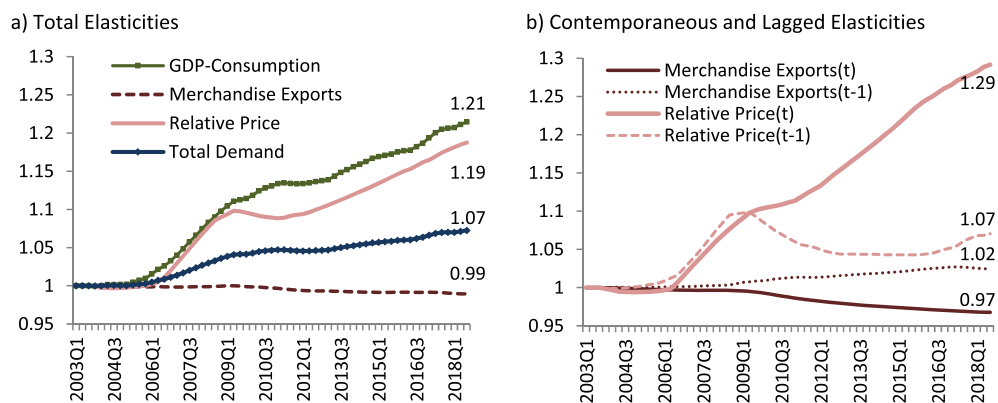 a) Total Elasticities
1.3
1.25
1.2
1.15
1.1
1.05
1
0.95
GDP-Consumption
Merchandise Exports
Relative Price
Total Demand
1.21
1.19
1.07
0.99
2003Q1
2004Q3
2006Q1
2007Q3
2009Q1
2010Q3
2012Q1
2013Q3
2015Q1
2016Q3
2018Q1
b) Contemporaneous and Lagged Elasticities
1.3
1.25
1.2
1.15
1.1
1.05
1
0.95
Merchandise Exports(t)
Merchandise Exports(t-1)
Relative Price(t)
Relative Price(t-1)
1.29
1.07
1.02
0.97
2003Q1
2004Q3
2006Q1
2007Q3
2009Q1
2010Q3
2012Q1
2013Q3
2015Q1
2016Q3
2018Q1